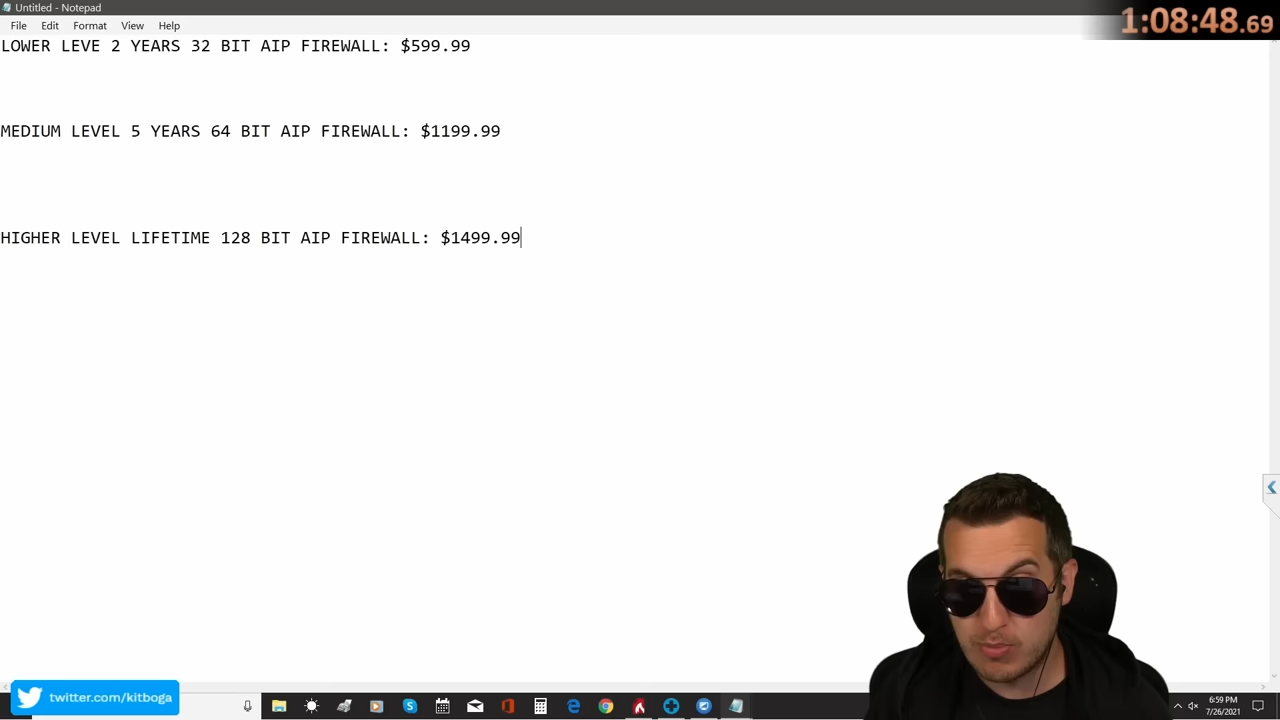 Untitled - Notepad
1:08:48.69
File Edit Format View Help
LOWER LEVE 2 YEARS 32 BIT AIP FIREWALL: $599.99
MEDIUM LEVEL 5 YEARS 64 BIT AIP FIREWALL: $1199.99
HIGHER LEVEL LIFETIME 128 BIT AIP FIREWALL: $1499.99
twitter.com/kitboga
6:59 PM
7/26/2021